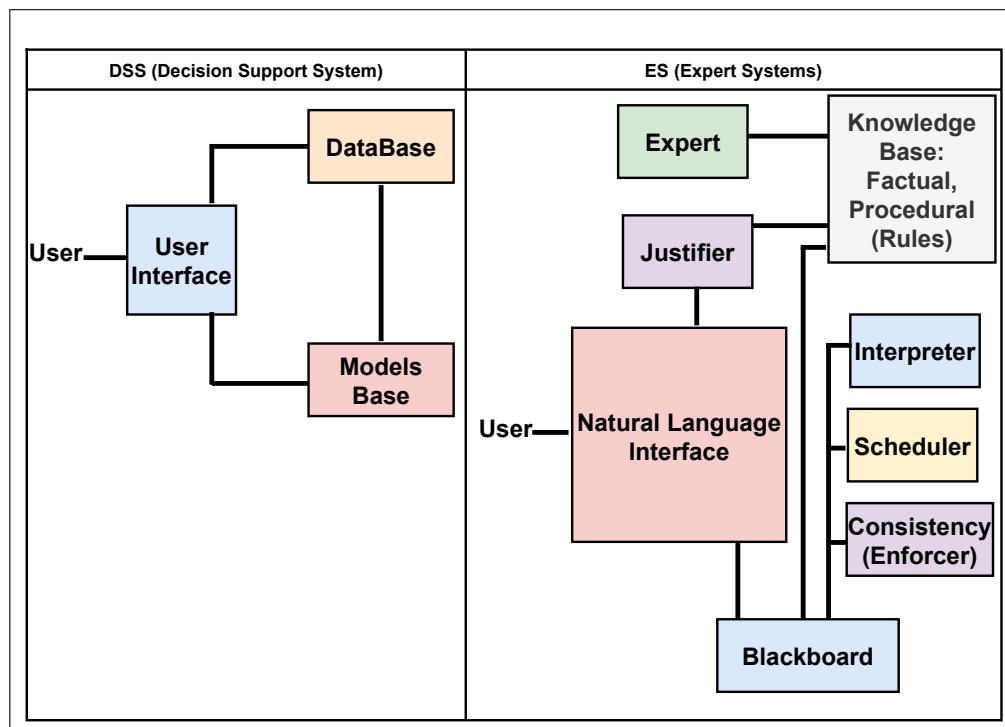 DSS (Decision Support System)
ES (Expert Systems)
DataBase
User
User
Interface
Models
Base
Expert
Knowledge
Base:
Factual,
Procedural
(Rules)
Justifier
User
Natural Language
Interface
Interpreter
Scheduler
Consistency
(Enforcer)
Blackboard